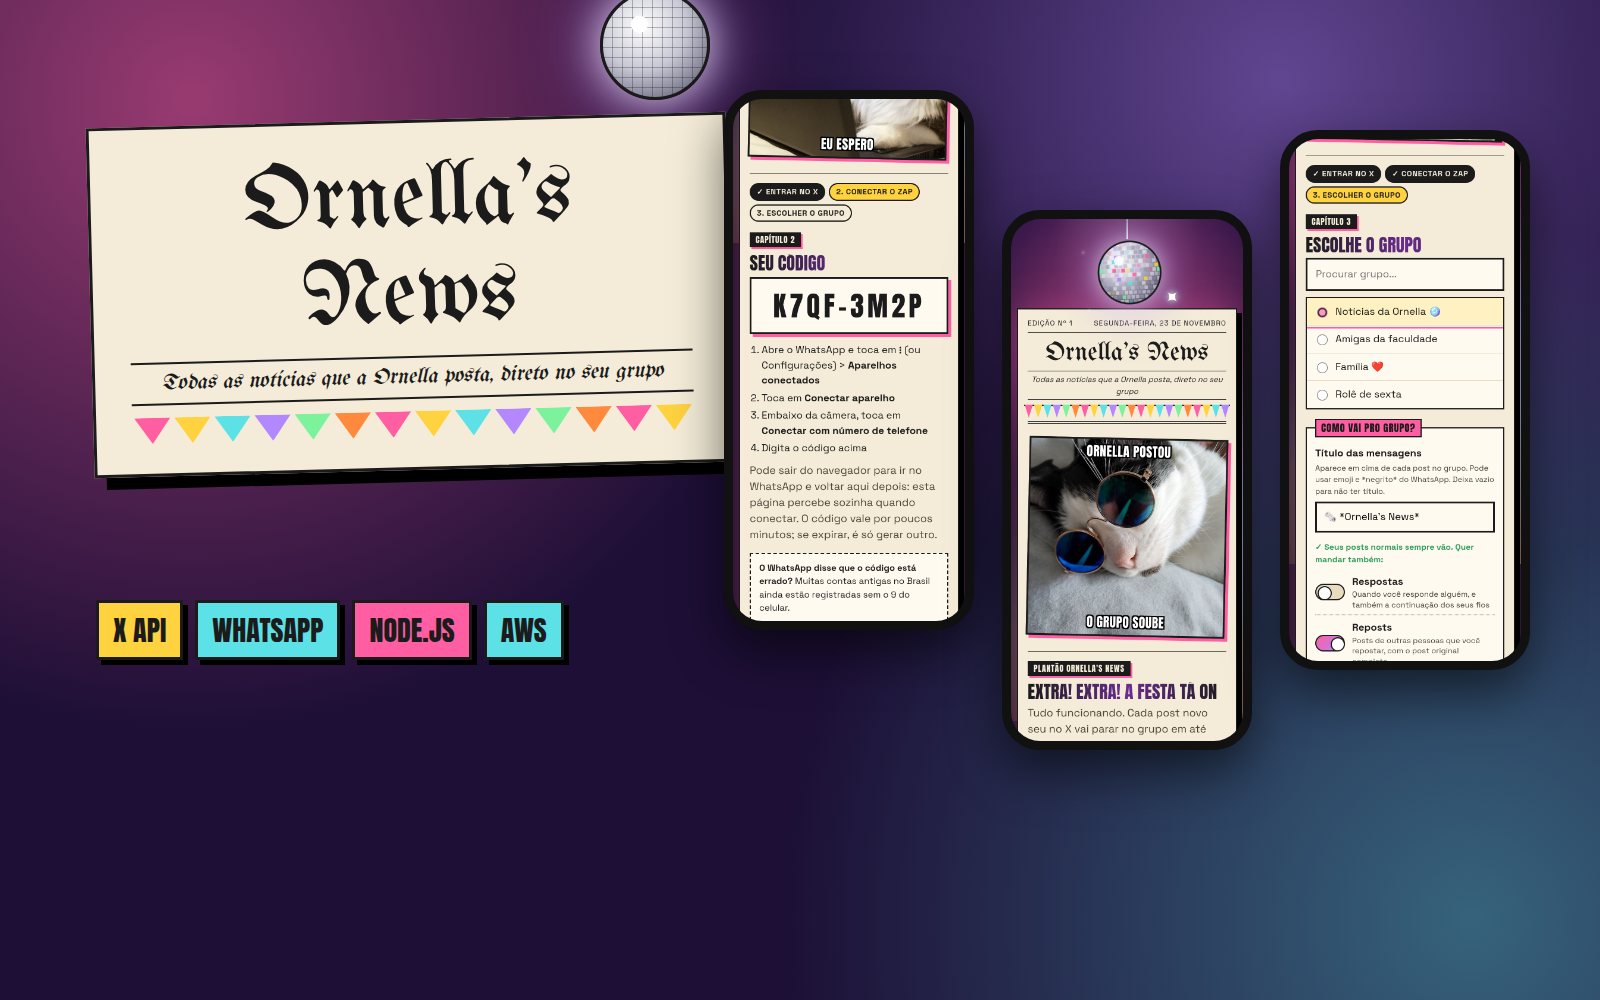 Ornella's
News
Todas as notícias que a Ornella posta, direto no seu grupo
X API
WHATSAPP
NODE.JS
AWS
EU ESPERO
✓ ENTRAR NO X
2. CONECTAR O ZAP
3. ESCOLHER O GRUPO
CAPÍTULO 2
SEU CÓDIGO
K7QF-3M2P
1. Abre o WhatsApp e toca em ⋮ (ou
Configurações) > Aparelhos
conectados
2. Toca em Conectar aparelho
3. Embaixo da câmera, toca em
Conectar com número de telefone
4. Digita o código acima
Pode sair do navegador para ir no
WhatsApp e voltar aqui depois: esta
página percebe sozinha quando
conectar. O código vale por poucos
minutos; se expirar, é só gerar outro.
O WhatsApp disse que o código está
errado? Muitas contas antigas no Brasil
ainda estão registradas sem o 9 do
celular.
EDIÇÃO Nº 1
SEGUNDA-FEIRA, 23 DE NOVEMBRO
Ornella's News
Todas as notícias que a Ornella posta, direto no seu
grupo
ORNELLA POSTOU
O GRUPO SOUBE
PLANTÃO ORNELLA'S NEWS
EXTRA! EXTRA! A FESTA TÁ ON
Tudo funcionando. Cada post novo
seu no X vai parar no grupo em até
✓ ENTRAR NO X
✓ CONECTAR O ZAP
3. ESCOLHER O GRUPO
CAPÍTULO 3
ESCOLHE O GRUPO
Procurar grupo...
Notícias da Ornella 🪩
Amigas da faculdade
Família ❤️
Rolê de sexta
COMO VAI PRO GRUPO?
Título das mensagens
Aparece em cima de cada post no grupo. Pode
usar emoji e *negrito* do WhatsApp. Deixa vazio
para não ter título.
🗞️ *Ornella's News*
✓ Seus posts normais sempre vão. Quer
mandar também:
Respostas
Quando você responde alguém, e
também a continuação dos seus fios
Reposts
Posts de outras pessoas que você
repostar, com o post original